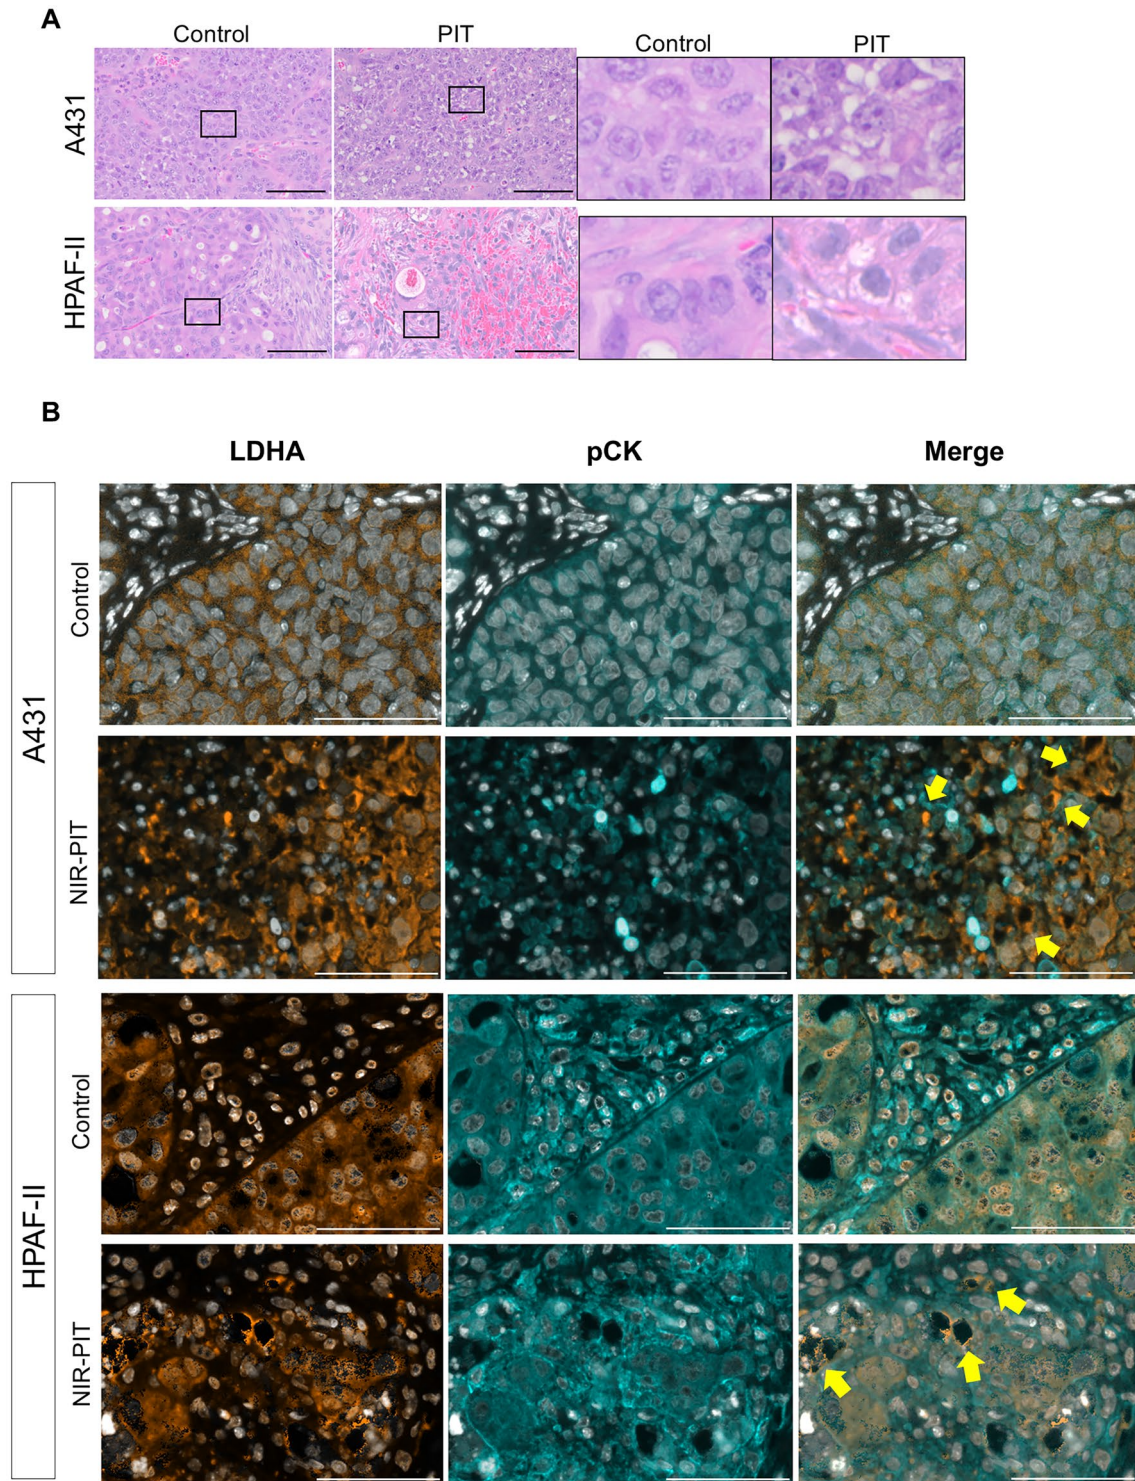 A
Control PIT Control PIT
A431
HPAF-II
B
LDHA pCK Merge
A431
Control
NIR-PIT
HPAF-II
Control
NIR-PIT